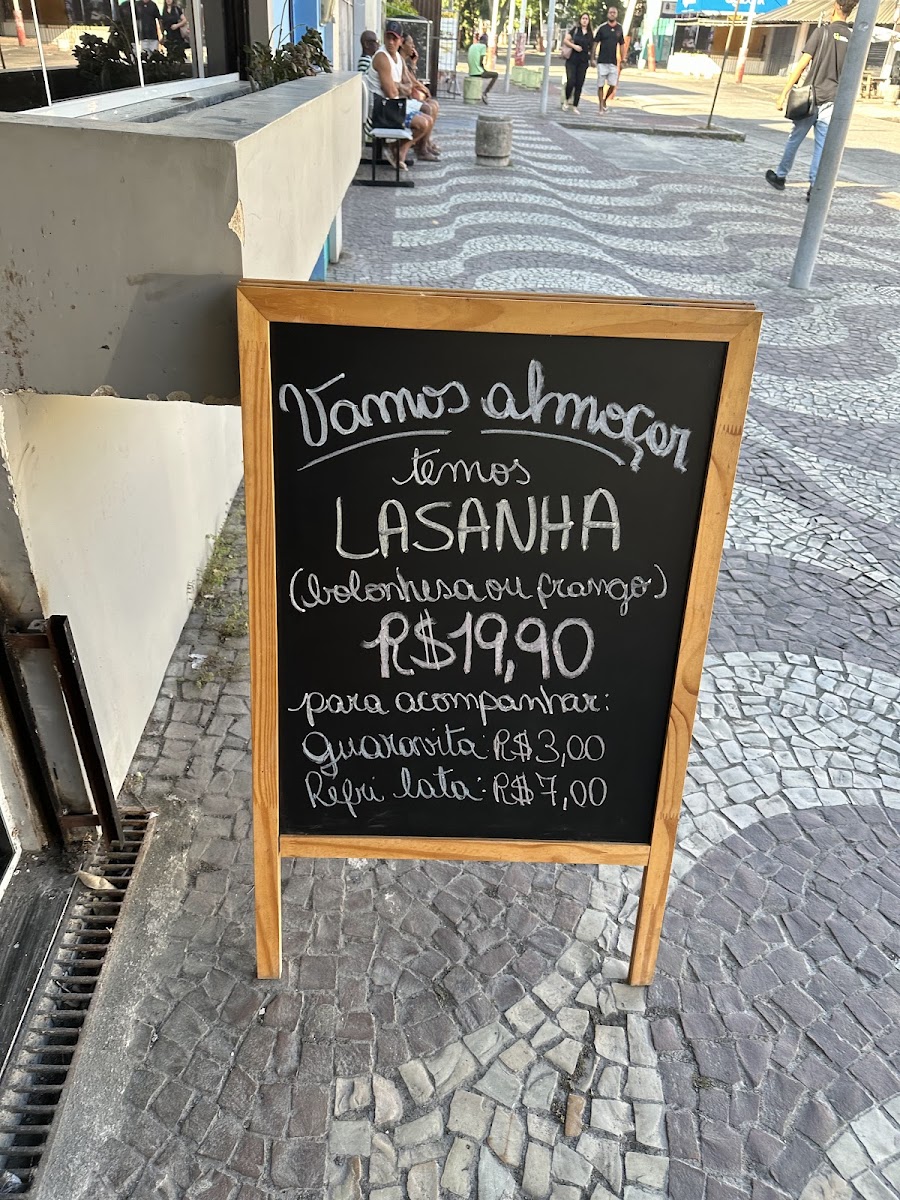 Vamos almoçar
temos
LASANHA
(bolonhesa ou frango)
R$19,90
para acompanhar:
guaravita: R$3,00
Refri lata: R$7,00